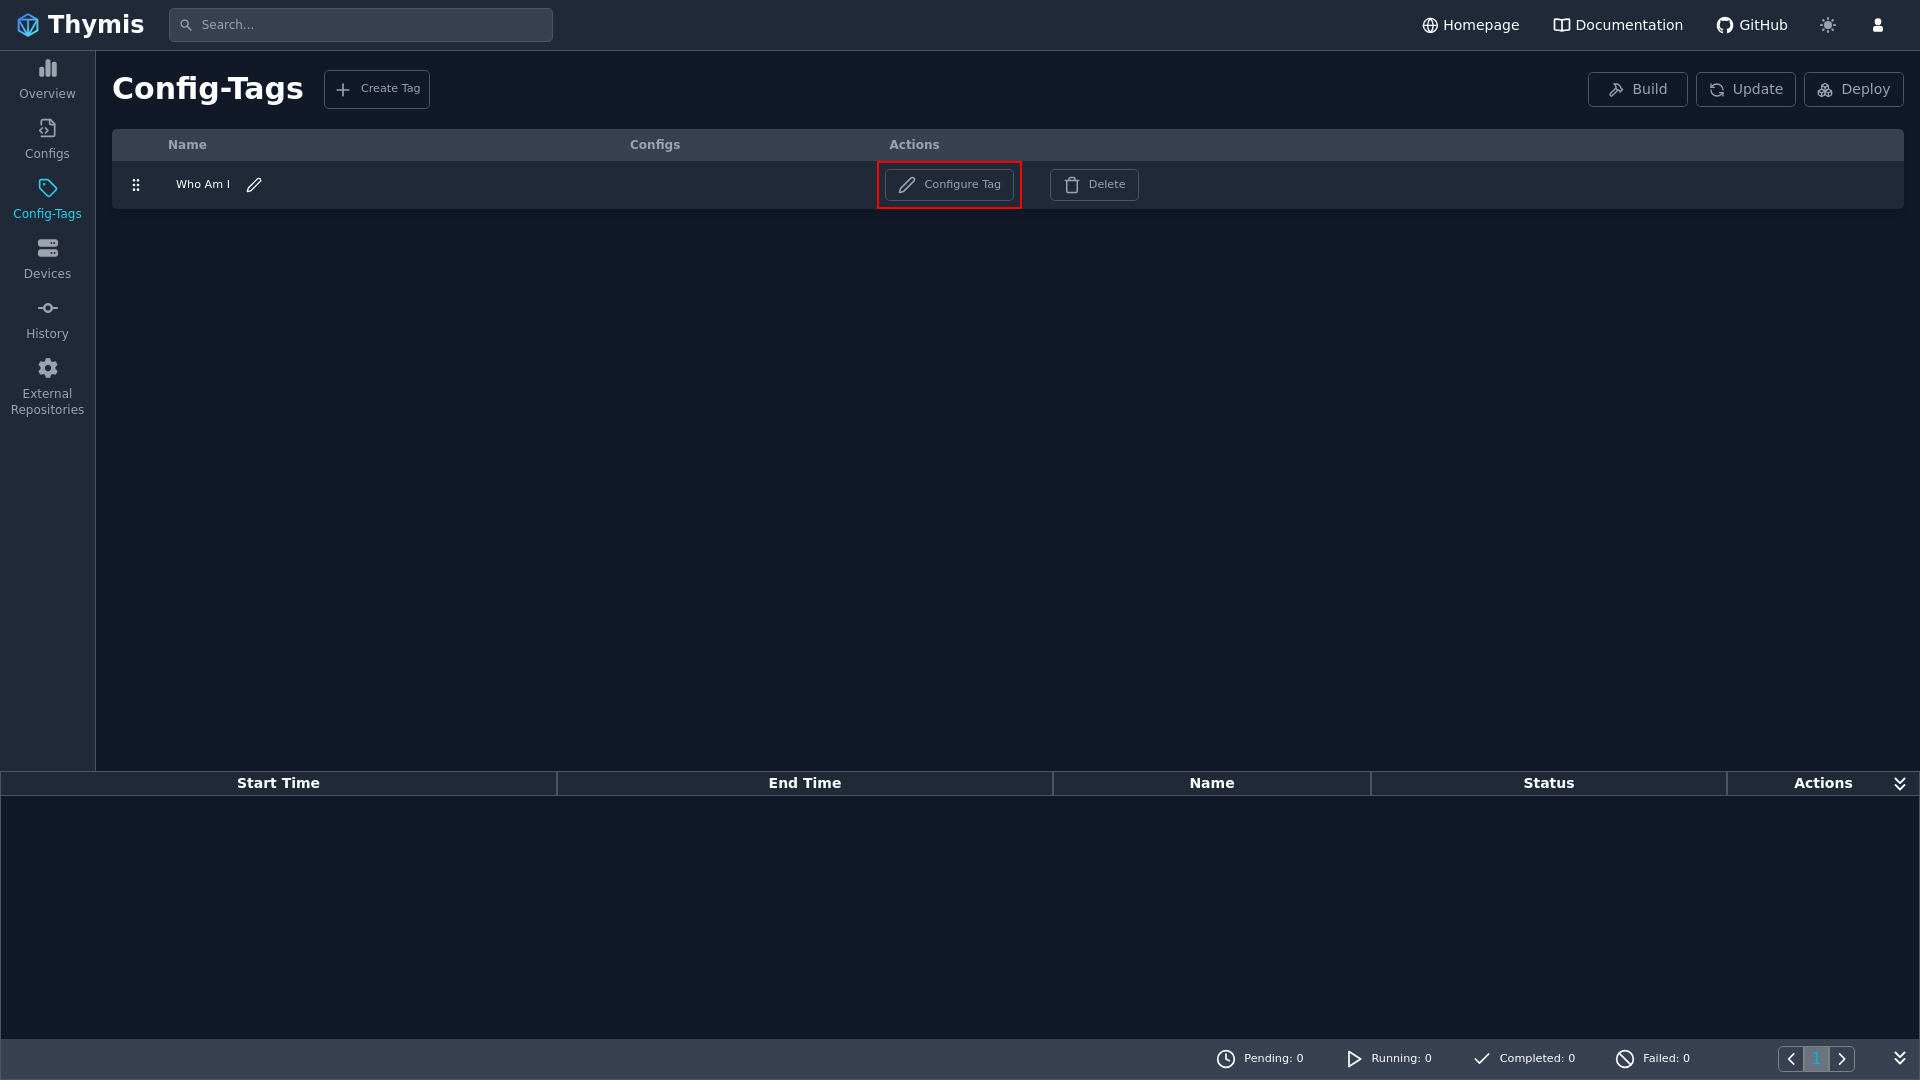 Thymis
Search...
Homepage
Documentation
GitHub
Overview
Configs
Config-Tags
Devices
History
External
Repositories
Config-Tags
Create Tag
Build
Update
Deploy
Name Configs Actions
Who Am I
Configure Tag
Delete
Start Time End Time Name Status Actions
Pending: 0
Running: 0
Completed: 0
Failed: 0
1